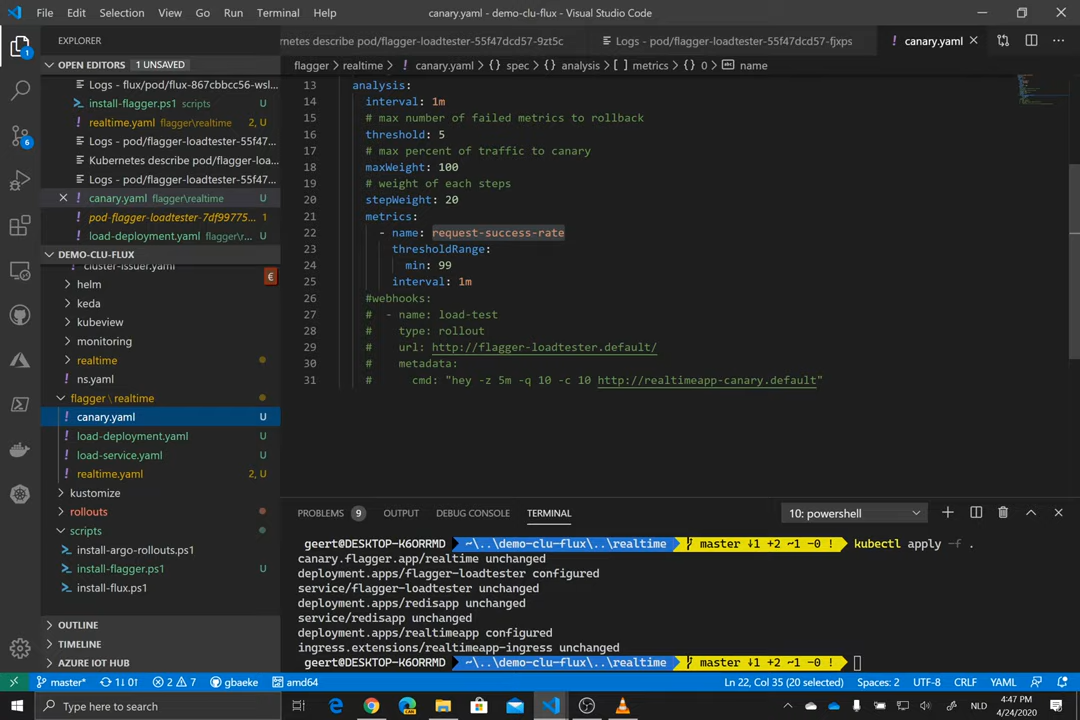 File Edit Selection View Go Run Terminal Help canary.yaml - demo-clu-flux - Visual Studio Code
EXPLORER
netes describe pod/flagger-loadtester-55f47dcd57-9zt5c Logs - pod/flagger-loadtester-55f47dcd57-fjxps canary.yaml
flagger > realtime > canary.yaml > {} spec > {} analysis > [ ] metrics > {} 0 > name
OPEN EDITORS 1 UNSAVED
Logs - flux/pod/flux-867cbbcc56-wsl...
install-flagger.ps1 scripts U
realtime.yaml flagger\realtime 2, U
Logs - pod/flagger-loadtester-55f47...
Kubernetes describe pod/flagger-loa...
Logs - pod/flagger-loadtester-55f47...
canary.yaml flagger\realtime U
pod-flagger-loadtester-7df99775... 1
load-deployment.yaml flagger\r... U
DEMO-CLU-FLUX
cluster-issuer.yaml
helm
keda
kubeview
monitoring
realtime
ns.yaml
flagger \ realtime
canary.yaml U
load-deployment.yaml U
load-service.yaml U
realtime.yaml 2, U
kustomize
rollouts
scripts
install-argo-rollouts.ps1
install-flagger.ps1 U
install-flux.ps1
OUTLINE
TIMELINE
AZURE IOT HUB
13 analysis:
14 interval: 1m
15 # max number of failed metrics to rollback
16 threshold: 5
17 # max percent of traffic to canary
18 maxWeight: 100
19 # weight of each steps
20 stepWeight: 20
21 metrics:
22 - name: request-success-rate
23 thresholdRange:
24 min: 99
25 interval: 1m
26 #webhooks:
27 # - name: load-test
28 # type: rollout
29 # url: http://flagger-loadtester.default/
30 # metadata:
31 # cmd: "hey -z 5m -q 10 -c 10 http://realtimeapp-canary.default"
PROBLEMS 9 OUTPUT DEBUG CONSOLE TERMINAL 10: powershell
geert@DESKTOP-K6ORRMD ~\..\demo-clu-flux\..\realtime master ↓1 +2 ~1 -0 ! kubectl apply -f .
canary.flagger.app/realtime unchanged
deployment.apps/flagger-loadtester configured
service/flagger-loadtester unchanged
deployment.apps/redisapp unchanged
service/redisapp unchanged
deployment.apps/realtimeapp configured
ingress.extensions/realtimeapp-ingress unchanged
geert@DESKTOP-K6ORRMD ~\..\demo-clu-flux\..\realtime master ↓1 +2 ~1 -0 !
master* 1↓ 0↑ 2 7 gbaeke amd64 Ln 22, Col 35 (20 selected) Spaces: 2 UTF-8 CRLF YAML
Type here to search NLD 4:47 PM
4/24/2020